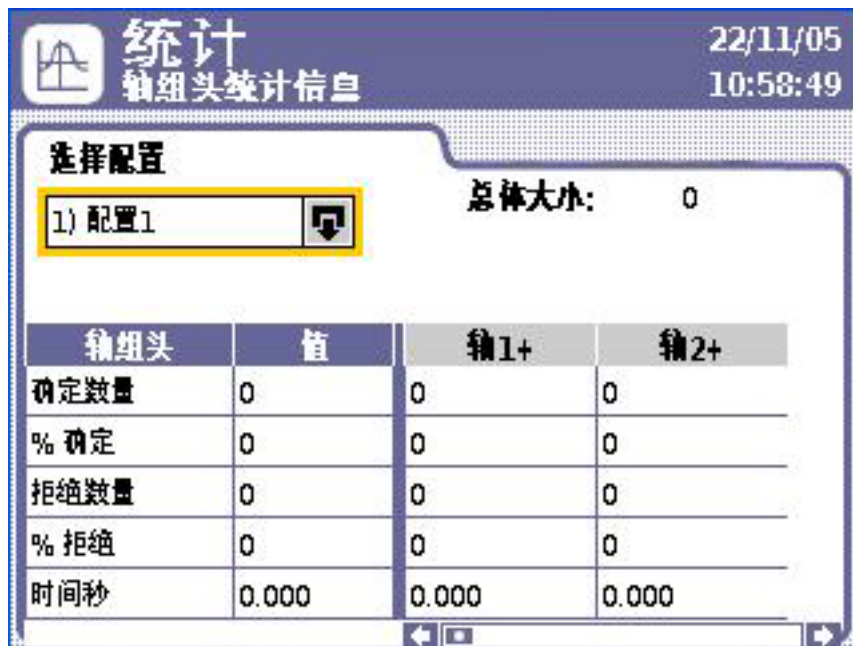 统计
轴组头统计信息
22/11/05
10:58:49
选择配置
1) 配置1
总体大小: 0
轴组头 值 轴1+ 轴2+
确定数量 0 0 0
% 确定 0 0 0
拒绝数量 0 0 0
% 拒绝 0 0 0
时间秒 0.000 0.000 0.000